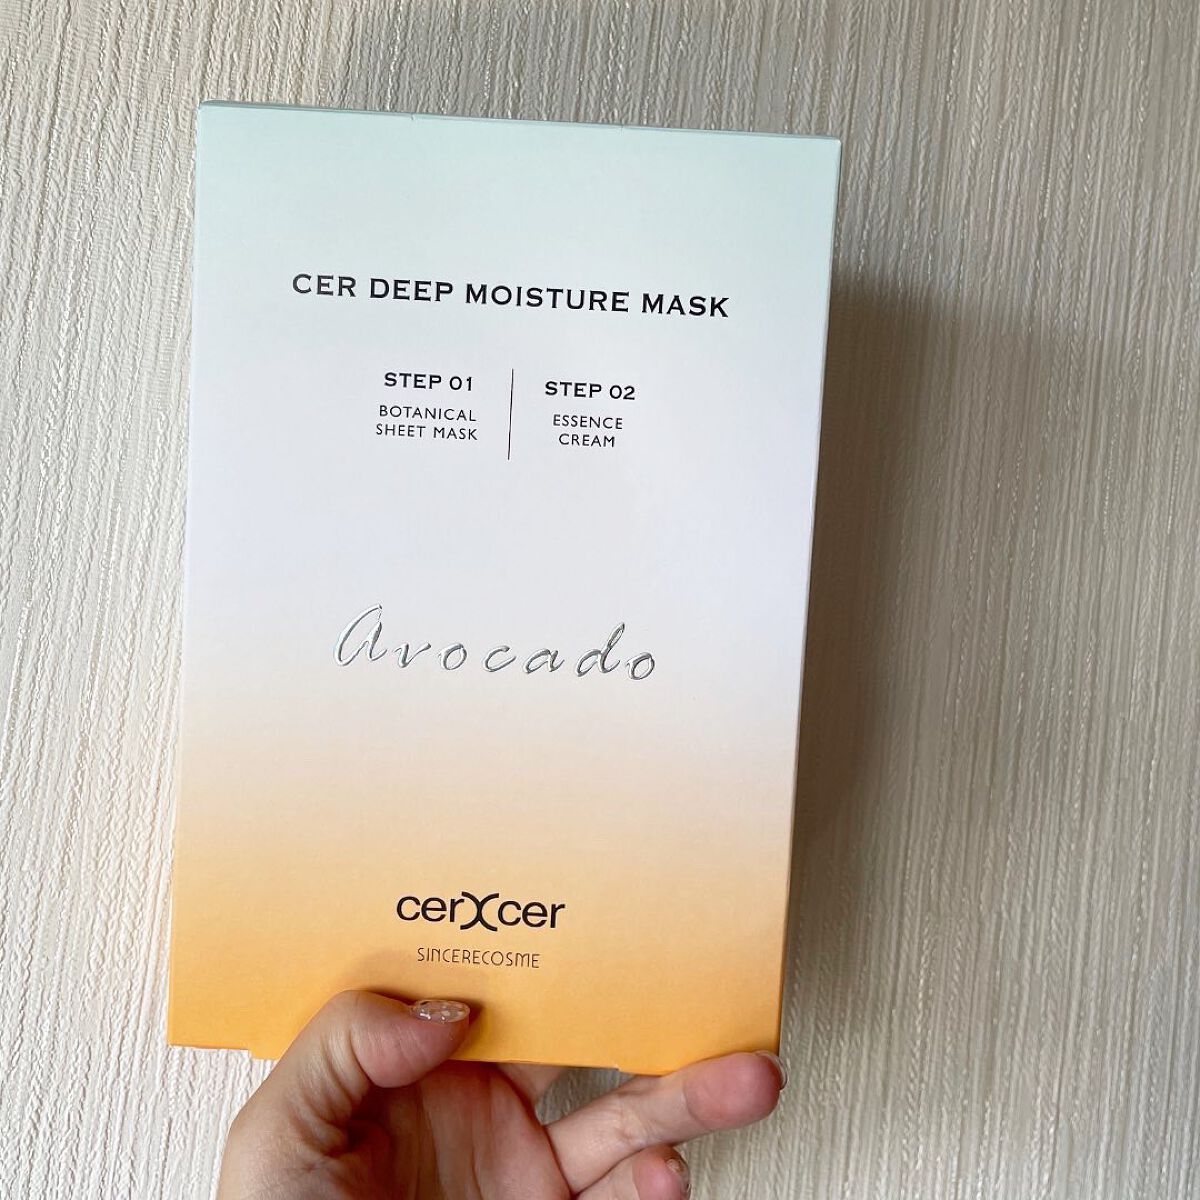 CER DEEP MOISTURE MASK
STEP 01
BOTANICAL
SHEET MASK
STEP 02
ESSENCE
CREAM
Avocado
cerXcer
SINCERECOSME